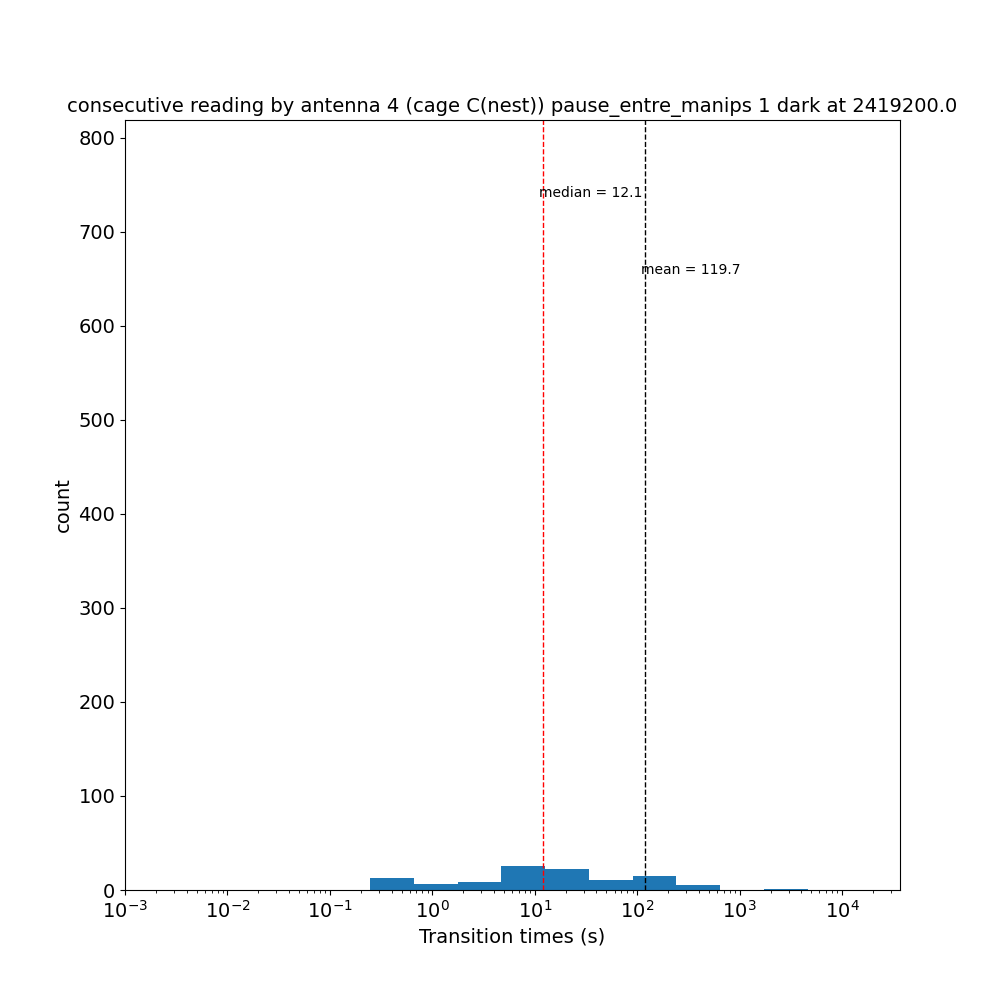 consecutive reading by antenna 4 (cage C(nest)) pause_entre_manips 1 dark at 2419200.0
800
median = 12.1
700
mean = 119.7
600
500
count
400
300
200
100
0
10⁻³ 10⁻² 10⁻¹ 10⁰ 10¹ 10² 10³ 10⁴
Transition times (s)